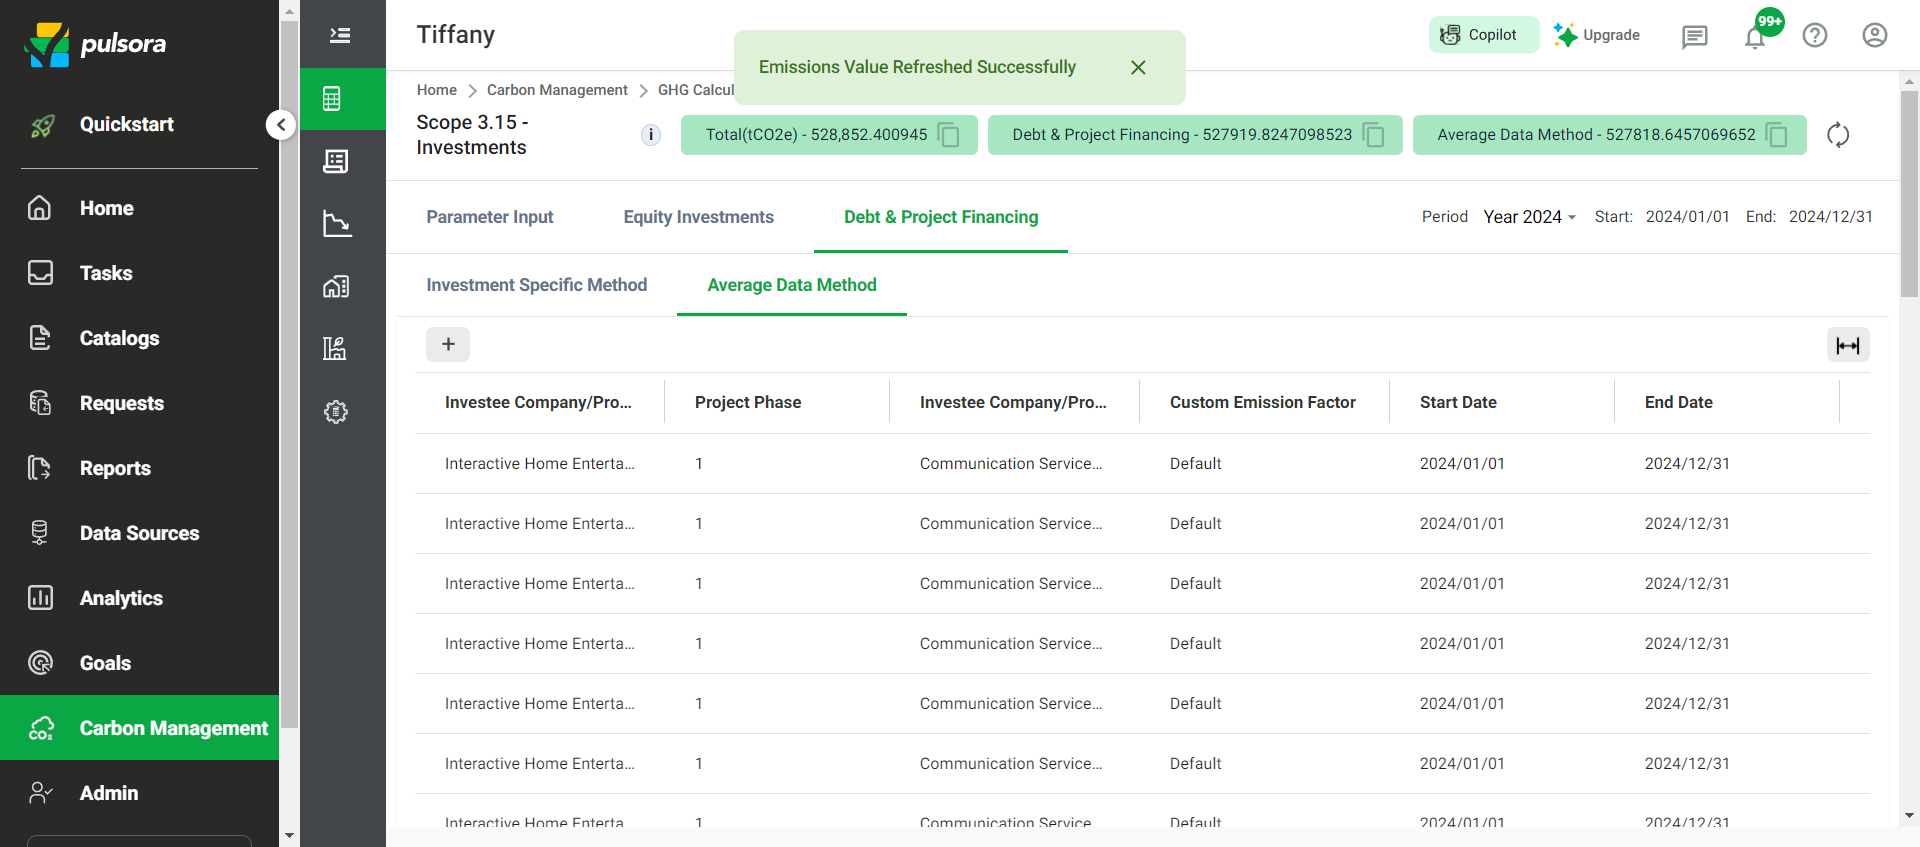 pulsora
Quickstart
Home
Tasks
Catalogs
Requests
Reports
Data Sources
Analytics
Goals
CO₂
Carbon Management
Admin
Tiffany
Copilot
Upgrade
99+
Emissions Value Refreshed Successfully
Home > Carbon Management > GHG Calcul
Scope 3.15 -
Investments
i
Total(tCO2e) - 528,852.400945
Debt & Project Financing - 527919.8247098523
Average Data Method - 527818.6457069652
Parameter Input Equity Investments Debt & Project Financing
Period Year 2024 Start: 2024/01/01 End: 2024/12/31
Investment Specific Method Average Data Method
+
Investee Company/Pro... Project Phase Investee Company/Pro... Custom Emission Factor Start Date End Date
Interactive Home Enterta... 1 Communication Service... Default 2024/01/01 2024/12/31
Interactive Home Enterta... 1 Communication Service... Default 2024/01/01 2024/12/31
Interactive Home Enterta... 1 Communication Service... Default 2024/01/01 2024/12/31
Interactive Home Enterta... 1 Communication Service... Default 2024/01/01 2024/12/31
Interactive Home Enterta... 1 Communication Service... Default 2024/01/01 2024/12/31
Interactive Home Enterta... 1 Communication Service... Default 2024/01/01 2024/12/31
Interactive Home Enterta 1 Communication Service Default 2024/01/01 2024/12/31